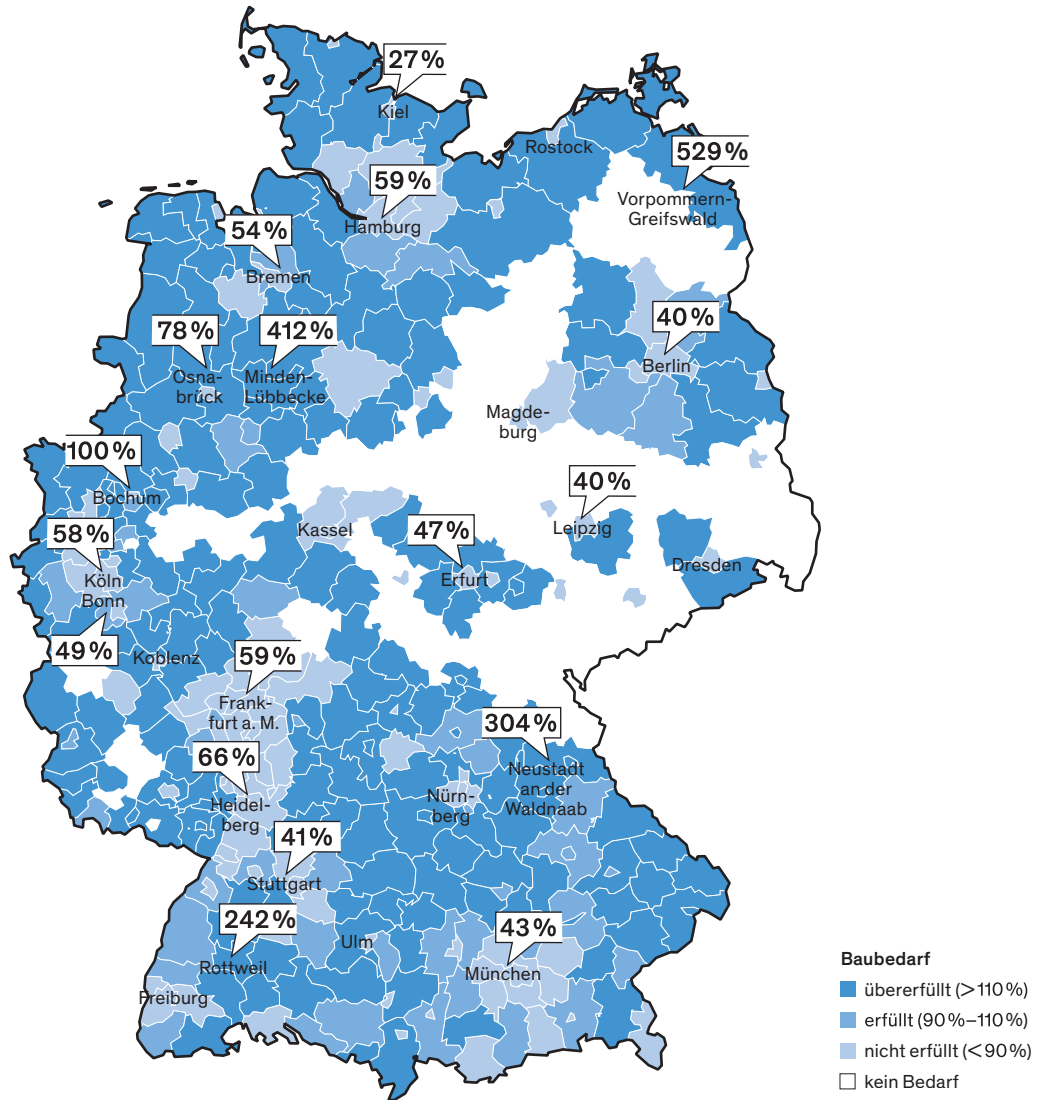 27 %
Kiel
Rostock
529 %
Vorpommern-
Greifswald
59 %
Hamburg
54 %
Bremen
78 %
Osna-
brück
412 %
Minden-
Lübbecke
40 %
Berlin
Magde-
burg
100 %
Bochum
40 %
Leipzig
Kassel
47 %
Erfurt
Dresden
58 %
Köln
Bonn
49 %
Koblenz
59 %
Frank-
furt a. M.
304 %
Neustadt
an der
Waldnaab
66 %
Heidel-
berg
Nürn-
berg
41 %
Stuttgart
242 %
Rottweil
Ulm
43 %
München
Freiburg
Baubedarf
übererfüllt (> 110 %)
erfüllt (90 %–110 %)
nicht erfüllt (< 90 %)
kein Bedarf